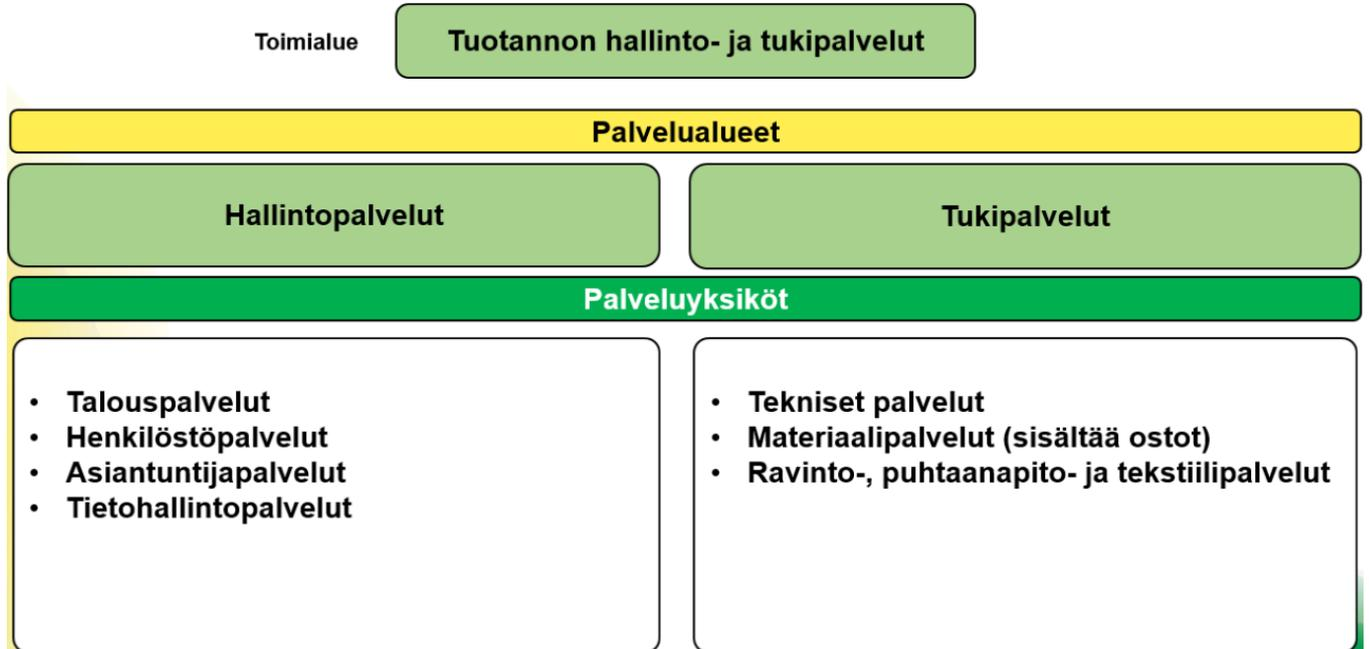 Toimialue
Tuotannon hallinto- ja tukipalvelut
Palvelualueet
Hallintopalvelut
Tukipalvelut
Palveluyksiköt
• Talouspalvelut
• Henkilöstöpalvelut
• Asiantuntijapalvelut
• Tietohallintopalvelut
• Tekniset palvelut
• Materiaalipalvelut (sisältää ostot)
• Ravinto-, puhtaanapito- ja tekstiilipalvelut